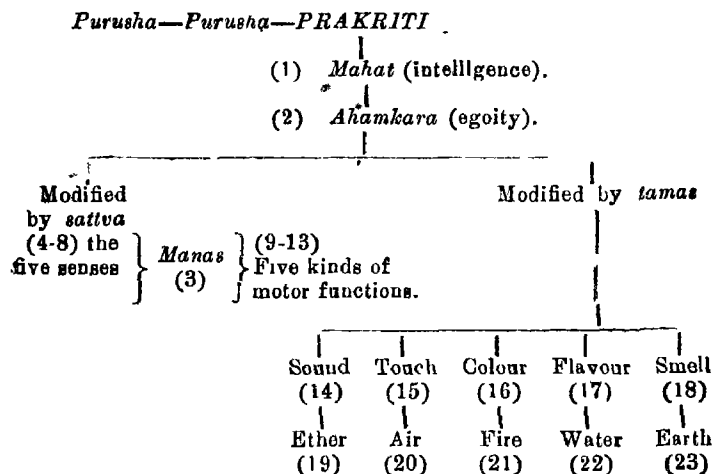 Purusha—Purusha—PRAKRITI
(1) Mahat (intelligence).
(2) Ahamkara (egoity).
Modified
by sattva
(4-8) the
five senses
Manas
(3)
(9-13)
Five kinds of
motor functions.
Modified by tamas
Sound Touch Colour Flavour Smell
(14) (15) (16) (17) (18)
Ether Air Fire Water Earth
(19) (20) (21) (22) (23)